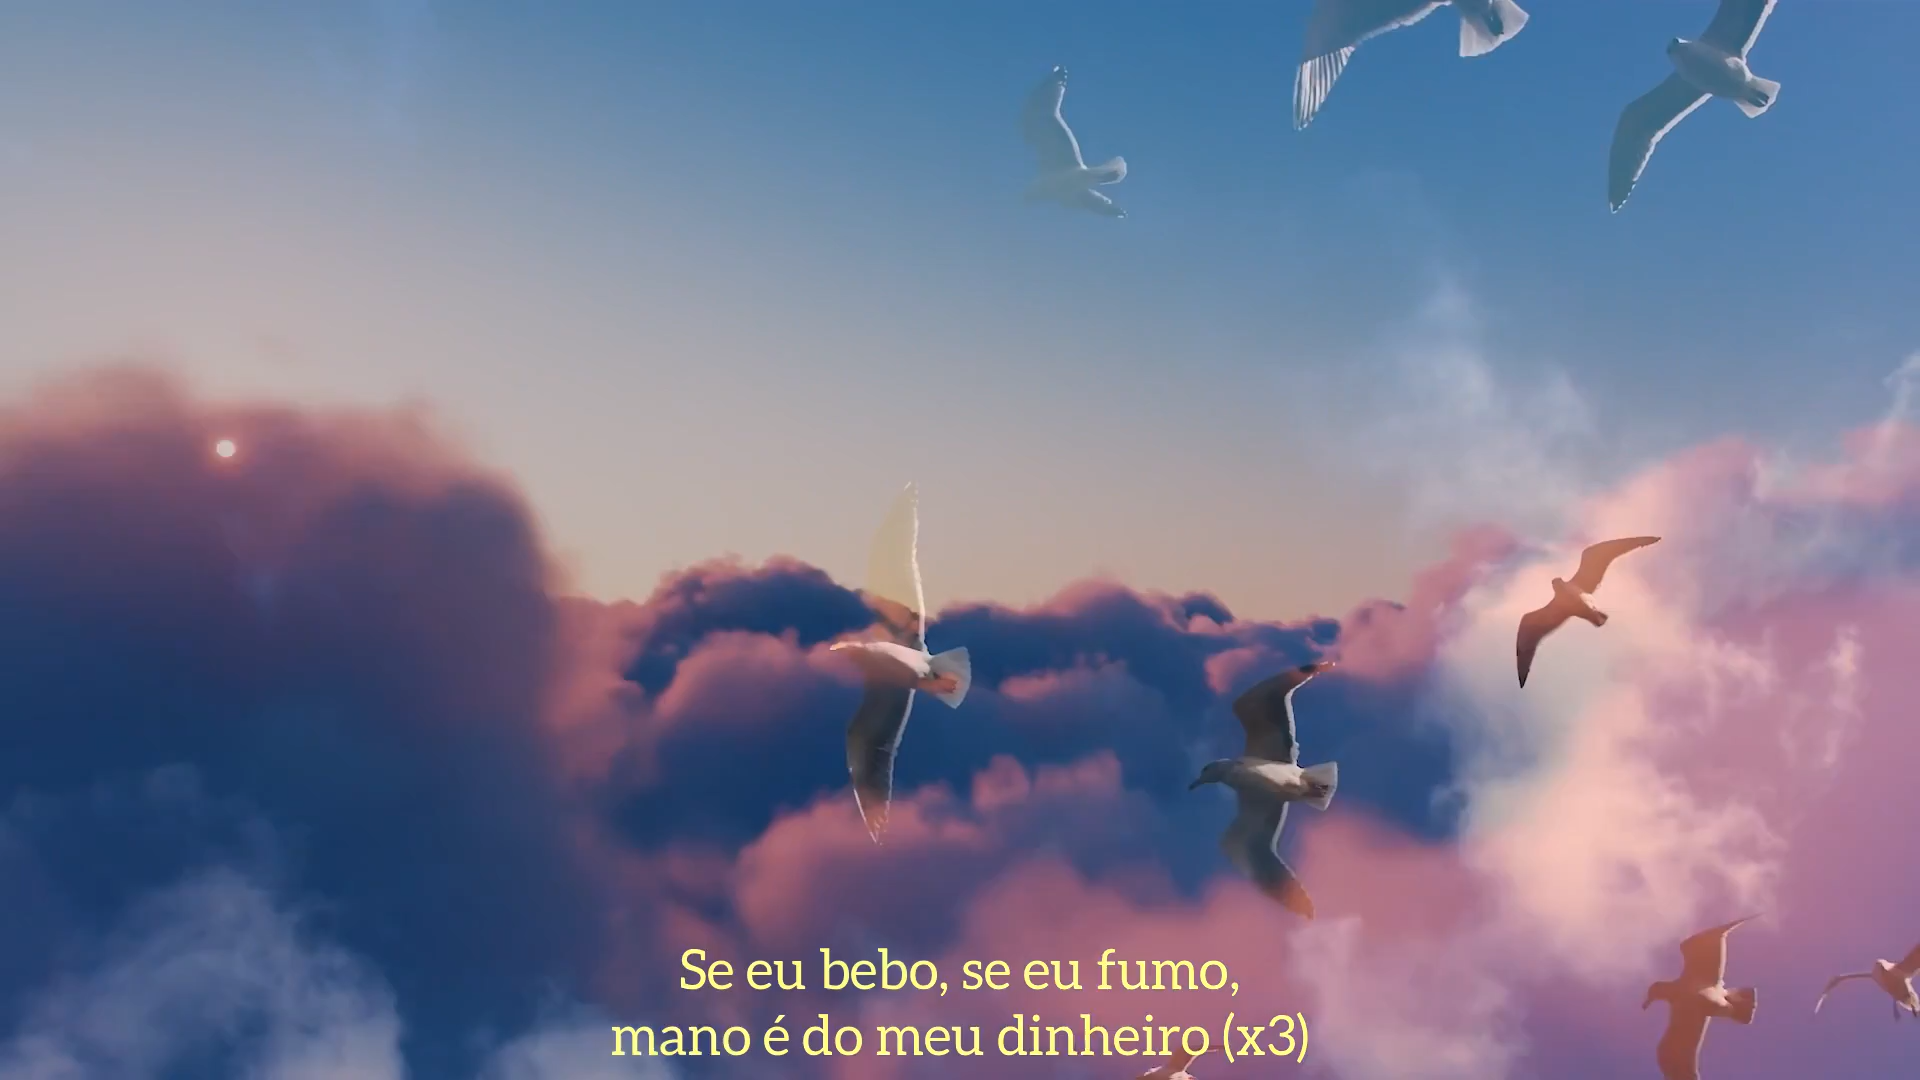 Se eu bebo, se eu fumo,
mano é do meu dinheiro (x3)